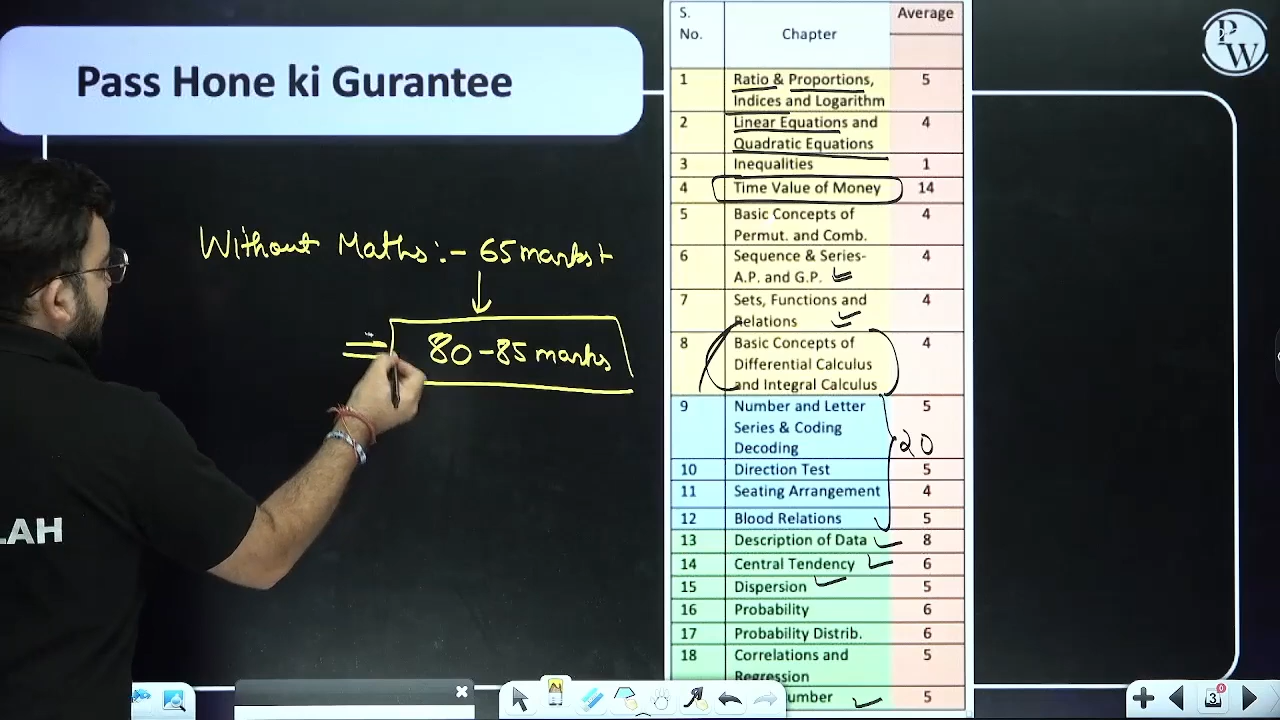 Pass Hone ki Gurantee
PW
Without Maths:- 65 marks+
80-85 marks
LAH
S. No. Chapter Average
1 Ratio & Proportions, Indices and Logarithm 5
2 Linear Equations and Quadratic Equations 4
3 Inequalities 1
4 Time Value of Money 14
5 Basic Concepts of Permut. and Comb. 4
6 Sequence & Series- A.P. and G.P. 4
7 Sets, Functions and Relations 4
8 Basic Concepts of Differential Calculus and Integral Calculus 4
9 Number and Letter Series & Coding Decoding 5
20
10 Direction Test 5
11 Seating Arrangement 4
12 Blood Relations 5
13 Description of Data 8
14 Central Tendency 6
15 Dispersion 5
16 Probability 6
17 Probability Distrib. 6
18 Correlations and Regression 5
umber 5
3